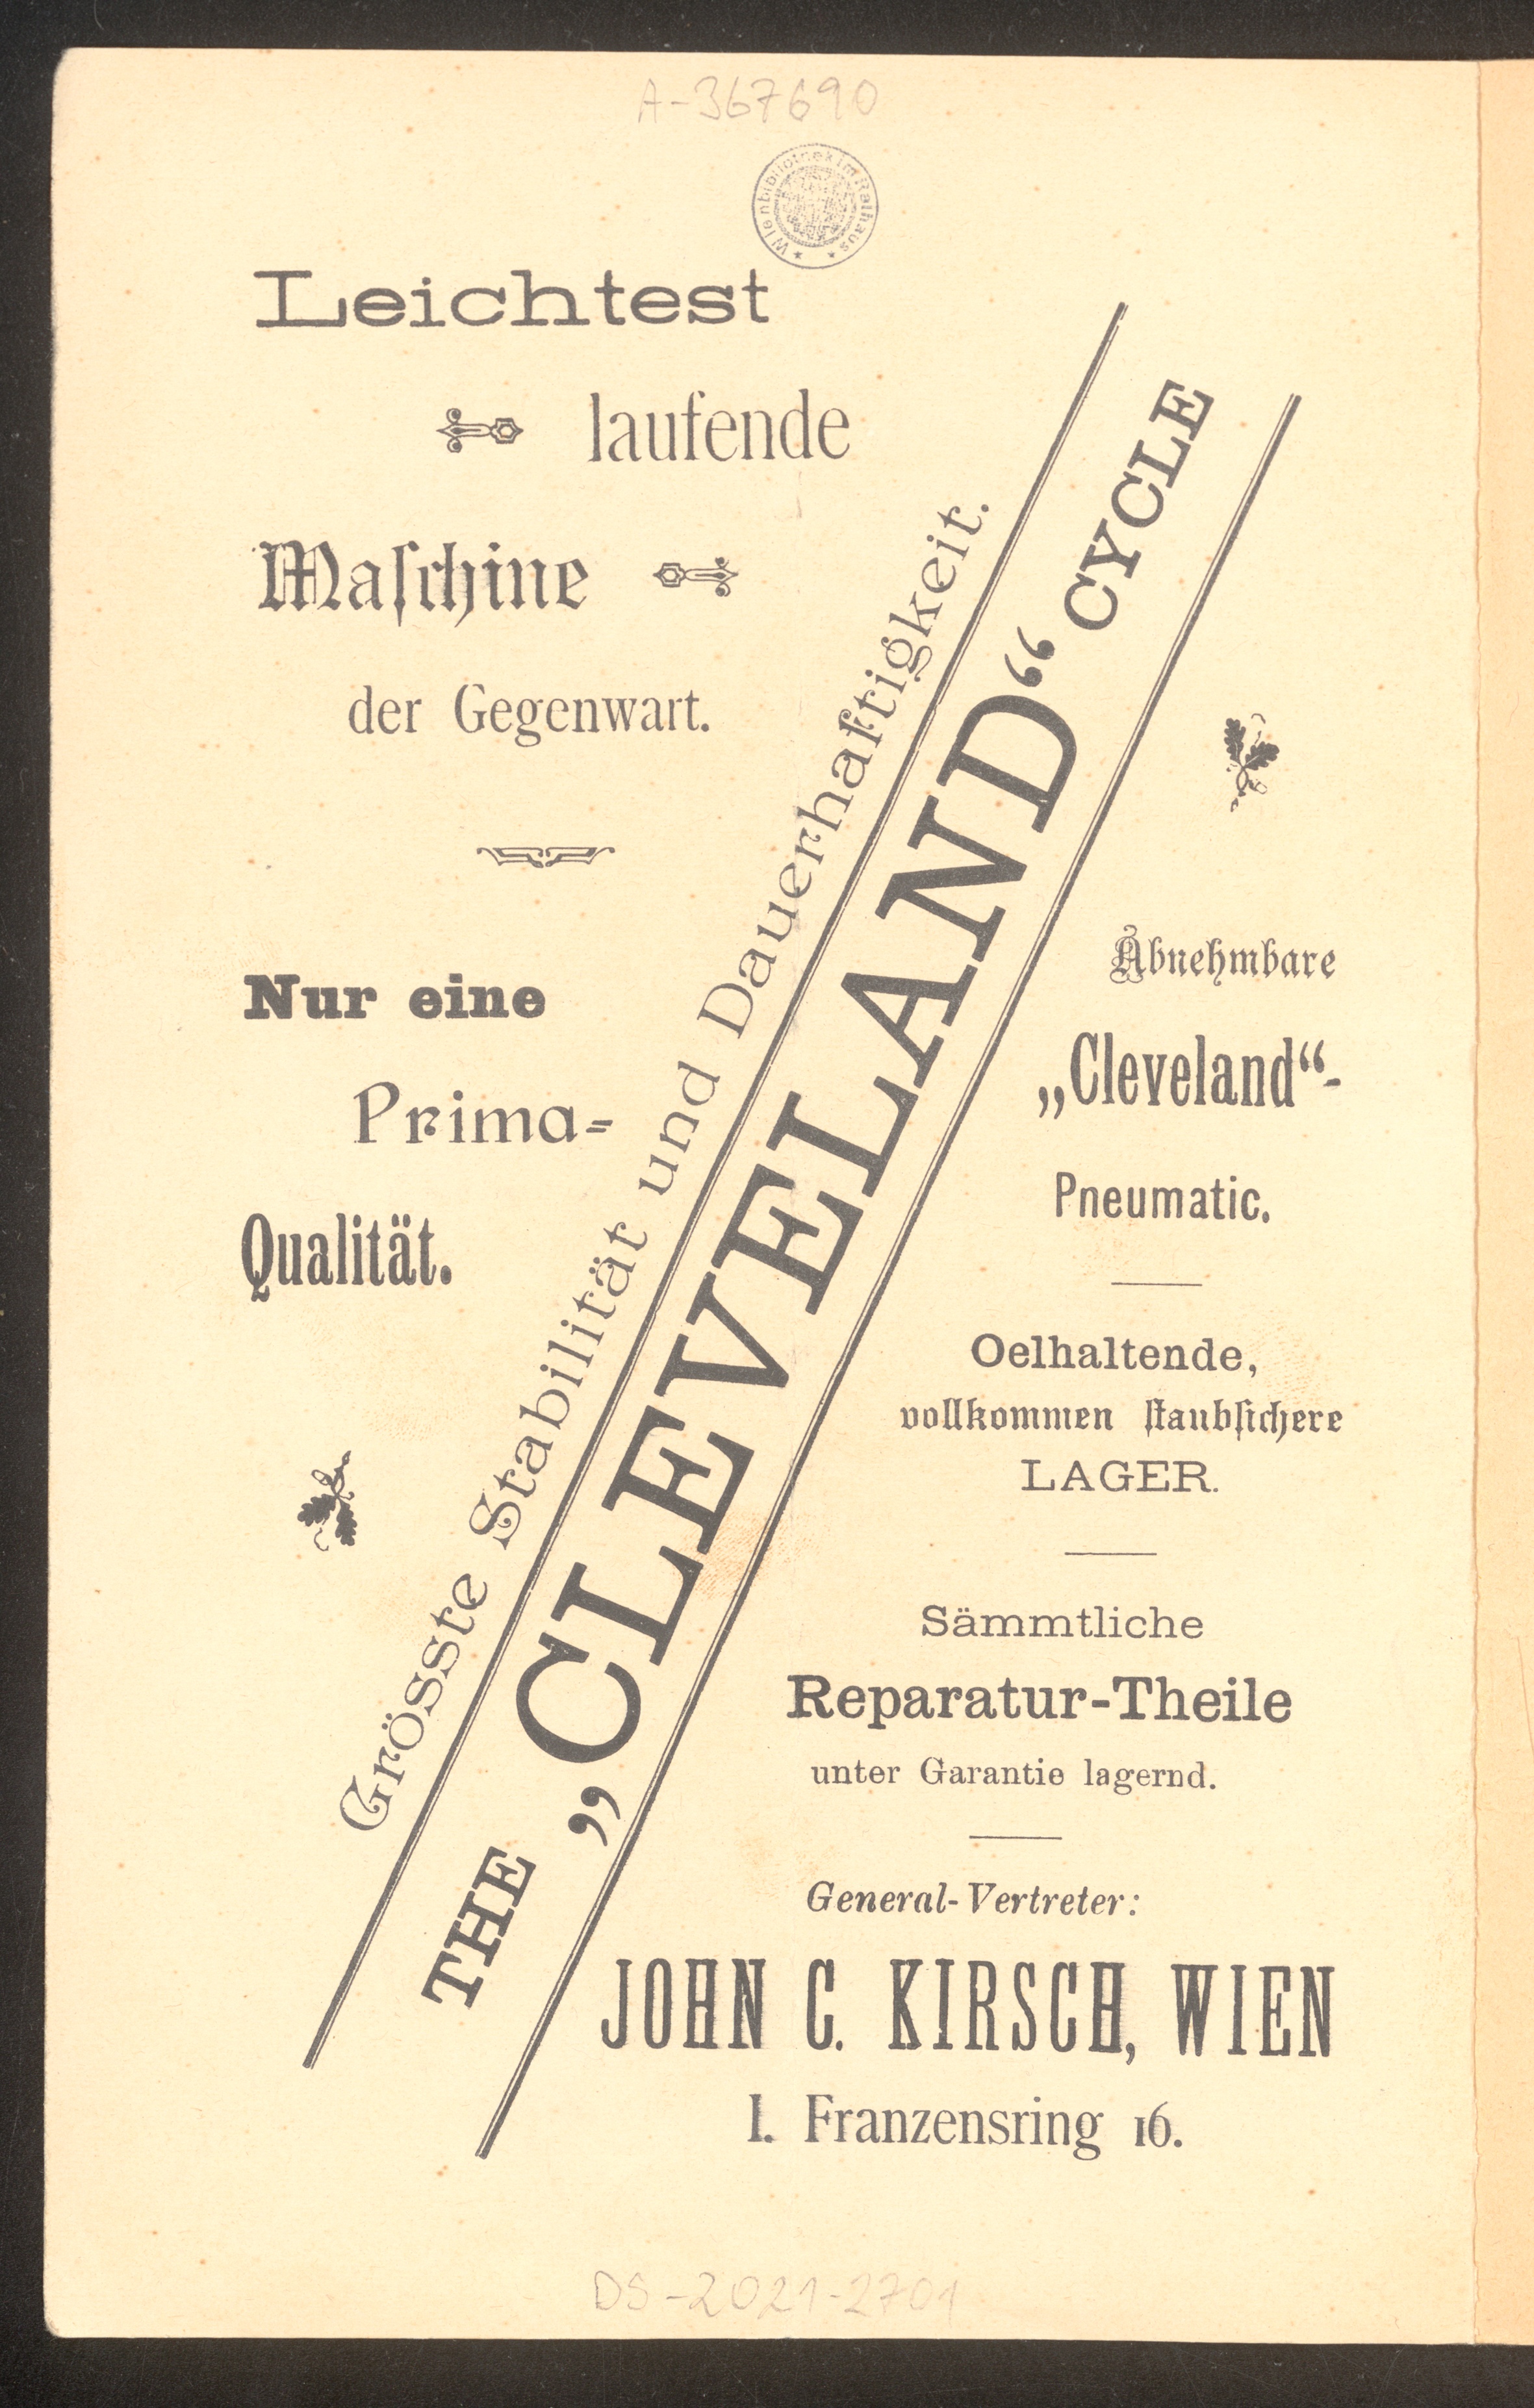 A-367690
Wienbibliothek im Rathaus
Leichtest
laufende
Maſchine
der Gegenwart.
Nur eine
Prima-
Qualität.
Grösste Stabilität und Dauerhaftigkeit.
THE „CLEVELAND“ CYCLE
Abnehmbare
„Cleveland“-
Pneumatic.
Oelhaltende,
vollkommen ſtaubſichere
LAGER.
Sämmtliche
Reparatur-Theile
unter Garantie lagernd.
General-Vertreter:
JOHN C. KIRSCH, WIEN
I. Franzensring 16.
DS-2021-2701